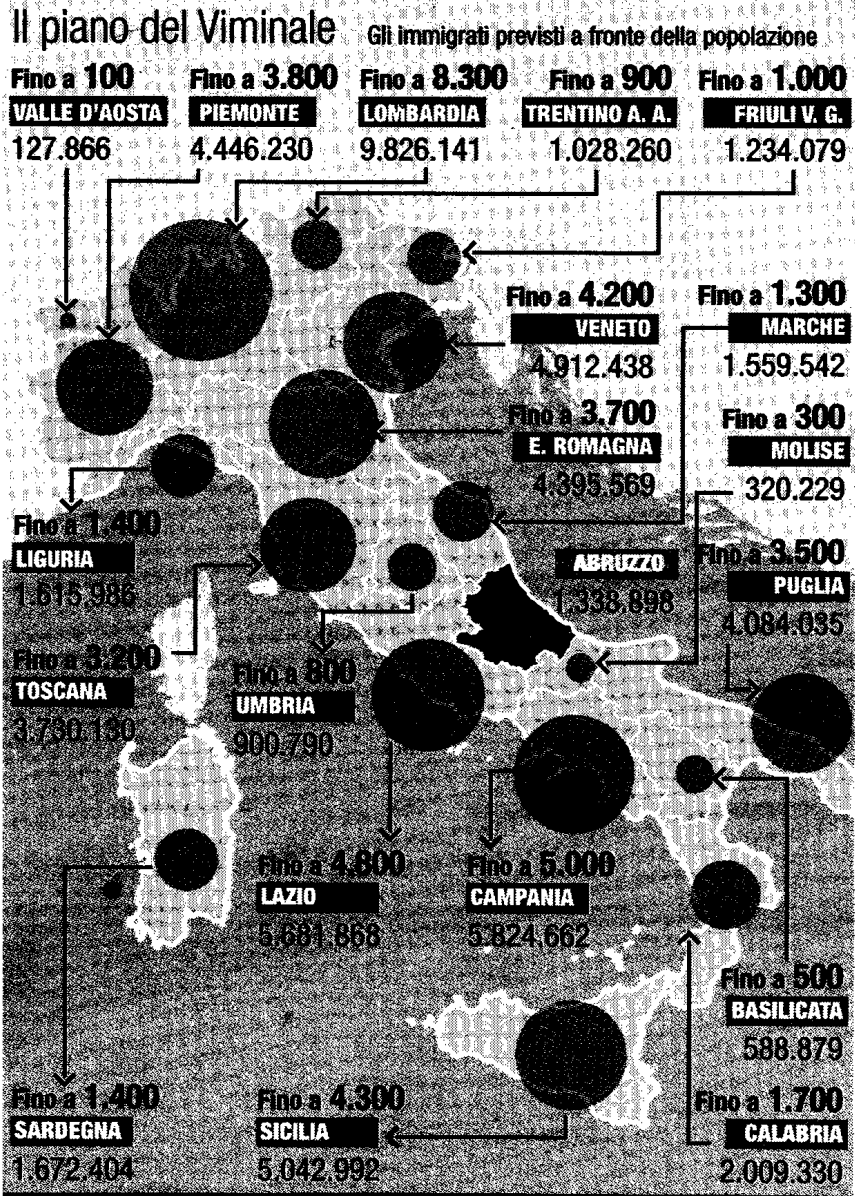 Il piano del Viminale
Gli immigrati previsti a fronte della popolazione
Fino a 100
VALLE D'AOSTA
127.866
Fino a 3.800
PIEMONTE
4.446.230
Fino a 8.300
LOMBARDIA
9.826.141
Fino a 900
TRENTINO A. A.
1.028.260
Fino a 1.000
FRIULI V. G.
1.234.079
Fino a 4.200
VENETO
4.912.438
Fino a 1.300
MARCHE
1.559.542
Fino a 3.700
E. ROMAGNA
4.395.569
Fino a 300
MOLISE
320.229
Fino a 1.400
LIGURIA
1.615.986
ABRUZZO
1.338.898
Fino a 3.500
PUGLIA
4.084.035
Fino a 3.200
TOSCANA
3.730.130
Fino a 800
UMBRIA
900.790
Fino a 4.800
LAZIO
5.681.868
Fino a 5.000
CAMPANIA
5.824.662
Fino a 500
BASILICATA
588.879
Fino a 1.400
SARDEGNA
1.672.404
Fino a 4.300
SICILIA
5.042.992
Fino a 1.700
CALABRIA
2.009.330